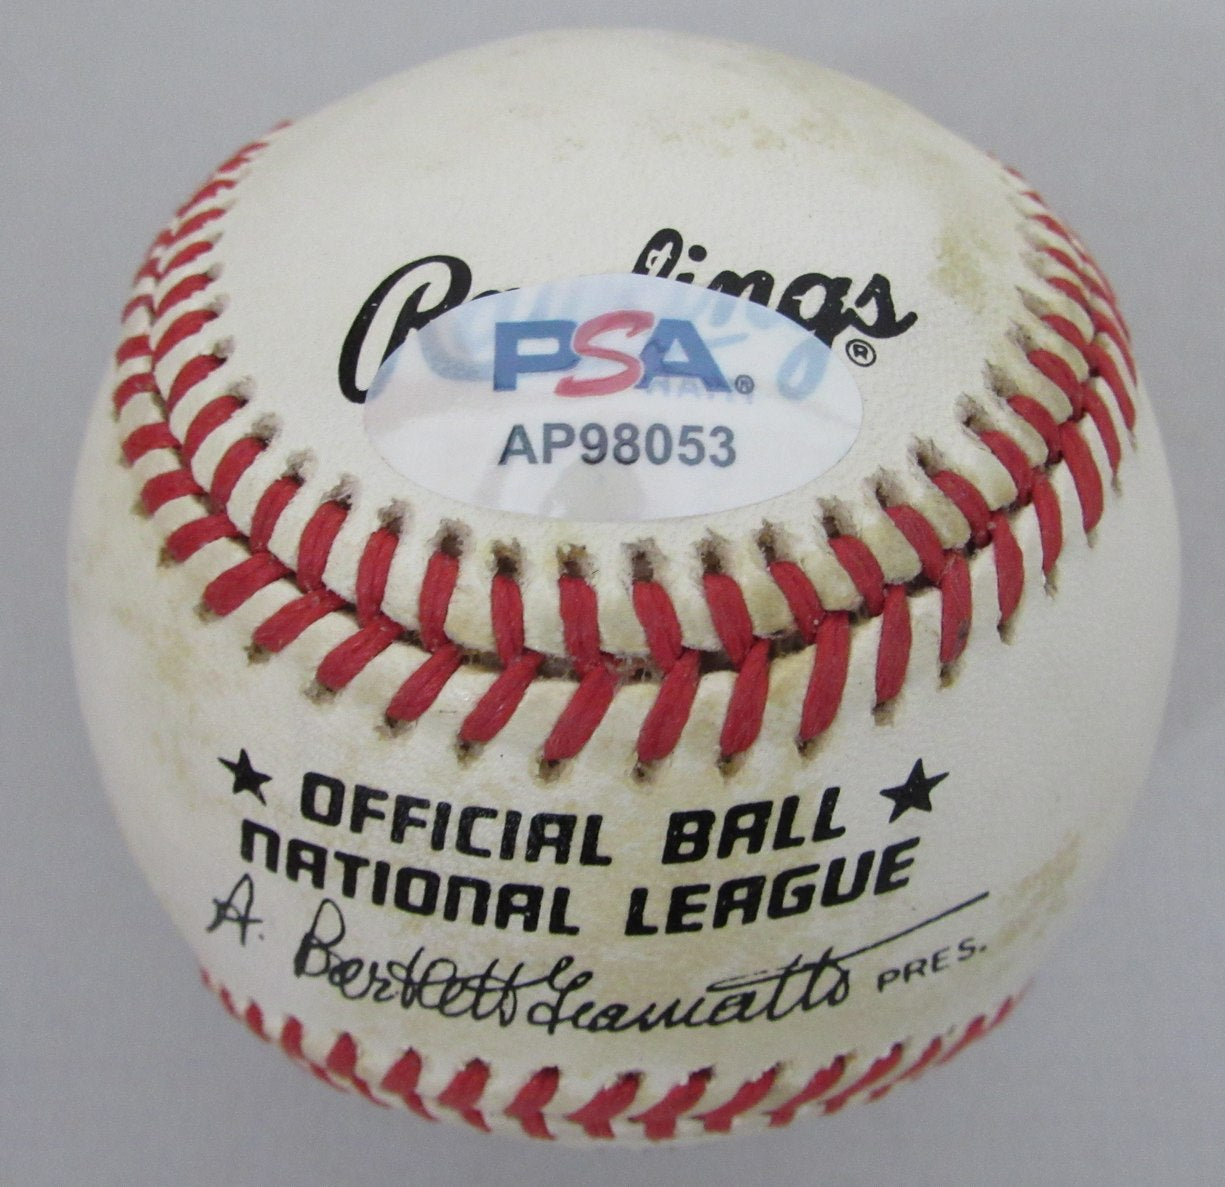 Rawlings ®
PSA ®
AP98053
★ OFFICIAL BALL ★
NATIONAL LEAGUE
A. Bartlett Giamatti PRES.